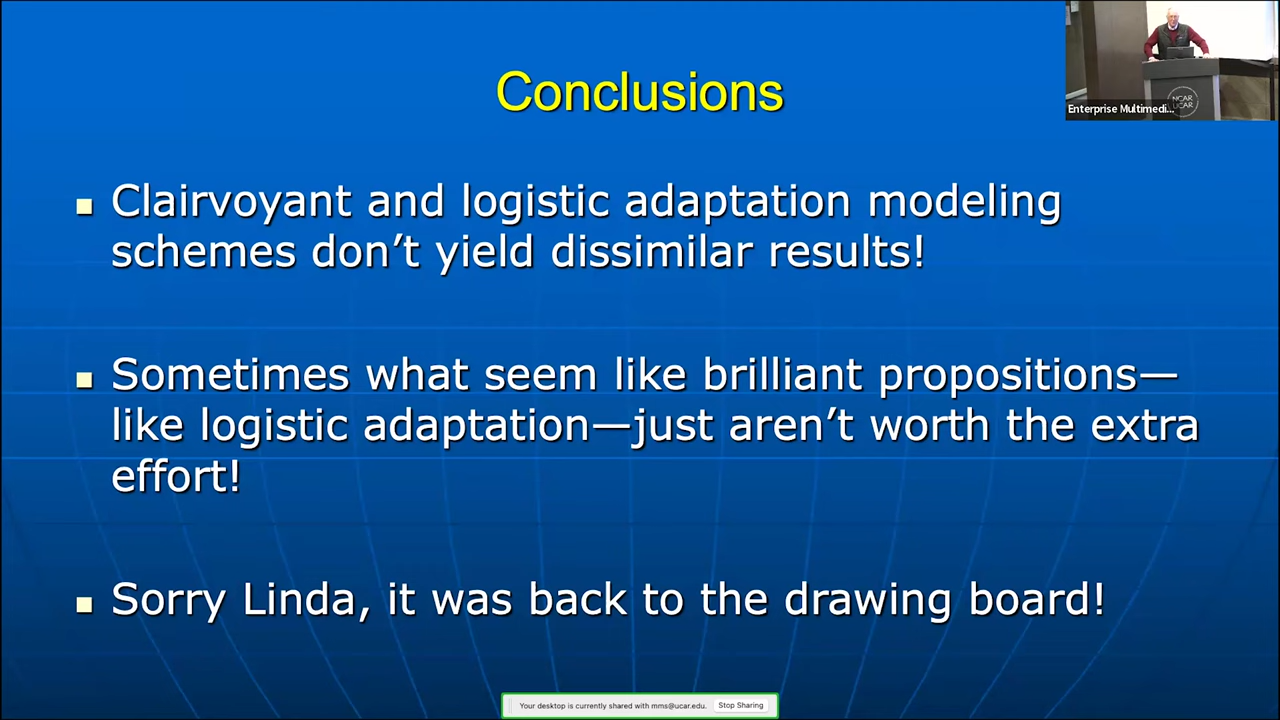 Conclusions
Enterprise Multimedi...
NCAR
UCAR
Clairvoyant and logistic adaptation modeling
schemes don’t yield dissimilar results!
Sometimes what seem like brilliant propositions—
like logistic adaptation—just aren’t worth the extra
effort!
Sorry Linda, it was back to the drawing board!
Your desktop is currently shared with mms@ucar.edu. Stop Sharing